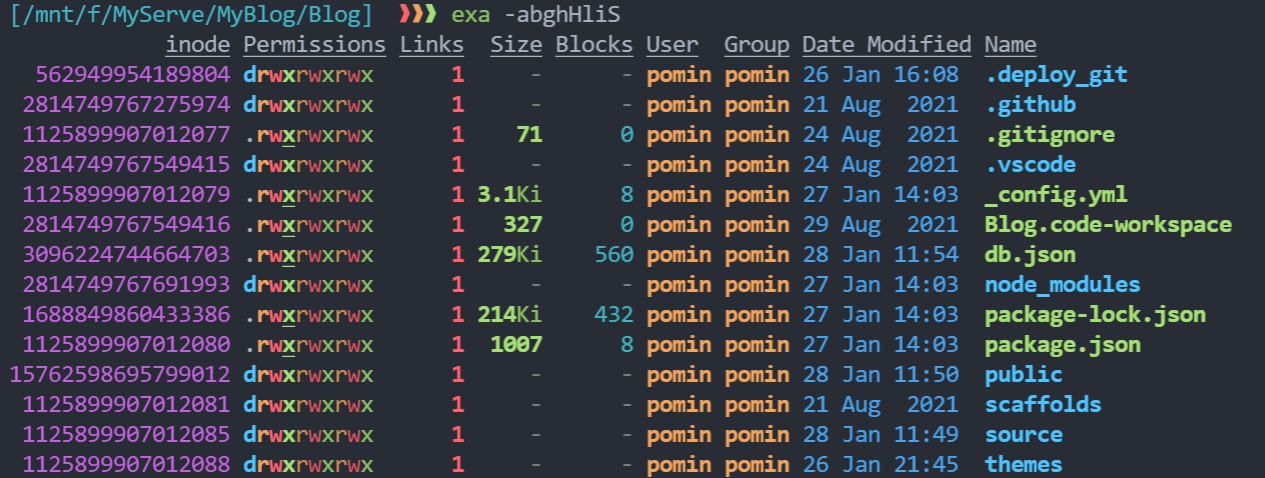 [/mnt/f/MyServe/MyBlog/Blog] ❯❯❯ exa -abghHliS
inode Permissions Links Size Blocks User Group Date Modified Name
562949954189804 drwxrwxrwx 1 - - pomin pomin 26 Jan 16:08 .deploy_git
2814749767275974 drwxrwxrwx 1 - - pomin pomin 21 Aug 2021 .github
1125899907012077 .rwxrwxrwx 1 71 0 pomin pomin 24 Aug 2021 .gitignore
2814749767549415 drwxrwxrwx 1 - - pomin pomin 24 Aug 2021 .vscode
1125899907012079 .rwxrwxrwx 1 3.1Ki 8 pomin pomin 27 Jan 14:03 _config.yml
2814749767549416 .rwxrwxrwx 1 327 0 pomin pomin 29 Aug 2021 Blog.code-workspace
3096224744664703 .rwxrwxrwx 1 279Ki 560 pomin pomin 28 Jan 11:54 db.json
2814749767691993 drwxrwxrwx 1 - - pomin pomin 27 Jan 14:03 node_modules
1688849860433386 .rwxrwxrwx 1 214Ki 432 pomin pomin 27 Jan 14:03 package-lock.json
1125899907012080 .rwxrwxrwx 1 1007 8 pomin pomin 27 Jan 14:03 package.json
15762598695799012 drwxrwxrwx 1 - - pomin pomin 28 Jan 11:50 public
1125899907012081 drwxrwxrwx 1 - - pomin pomin 21 Aug 2021 scaffolds
1125899907012085 drwxrwxrwx 1 - - pomin pomin 28 Jan 11:49 source
1125899907012088 drwxrwxrwx 1 - - pomin pomin 26 Jan 21:45 themes